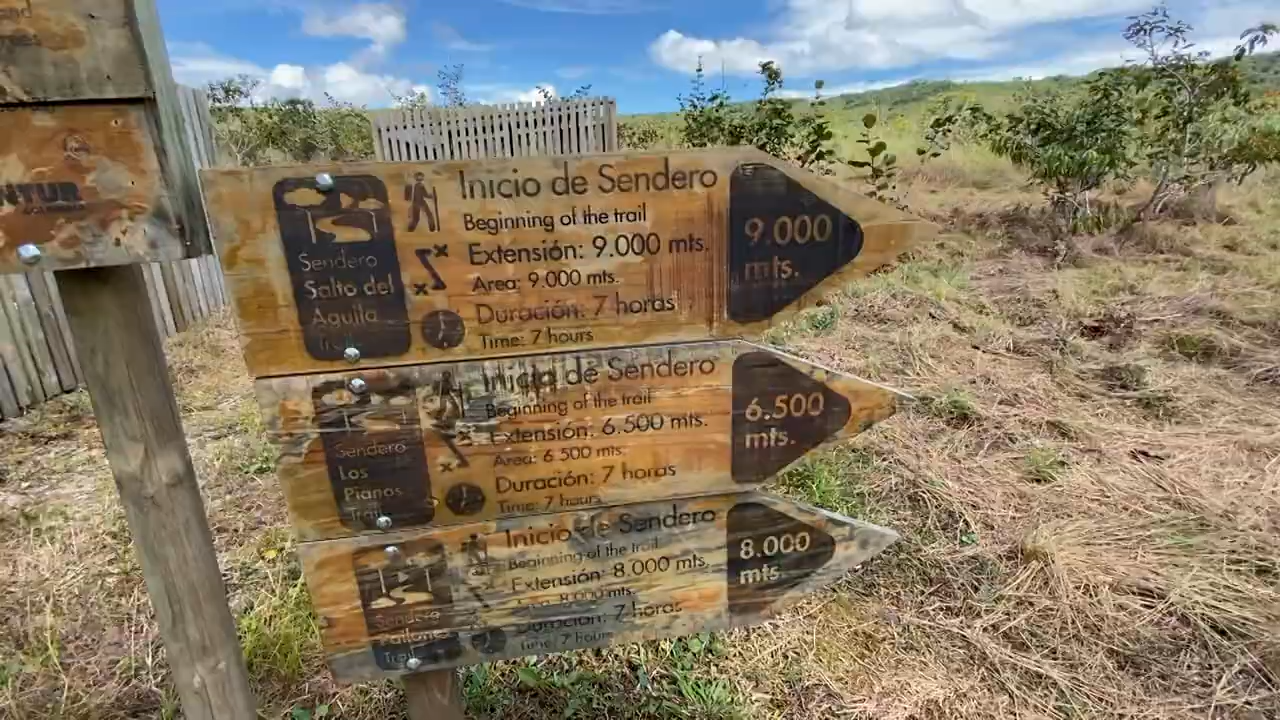 NTUR
Inicio de Sendero
Beginning of the trail
Extensión: 9.000 mts.
Area: 9.000 mts.
Duración: 7 horas
Time: 7 hours
Sendero
Salto del
Aguila
Trail
9.000
mts.
Inicio de Sendero
Beginning of the trail
Extensión: 6.500 mts.
Area: 6.500 mts.
Duración: 7 horas
Time: 7 hours
Sendero
Los
Pianos
Trail
6.500
mts.
Inicio de Sendero
Beginning of the trail
Extensión: 8.000 mts.
Area: 8.000 mts.
Duración: 7 horas
Time: 7 hours
Sendero
Trail
8.000
mts.